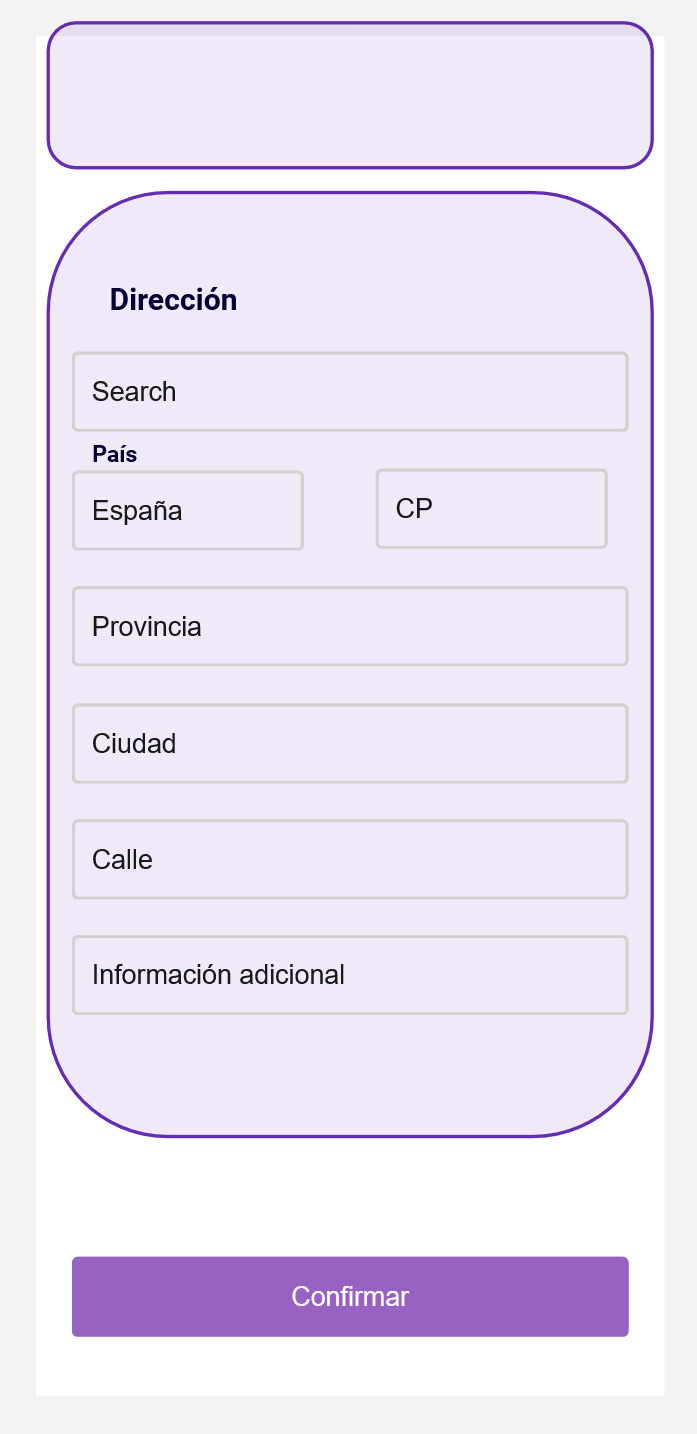 Dirección
Search
País
España
CP
Provincia
Ciudad
Calle
Información adicional
Confirmar